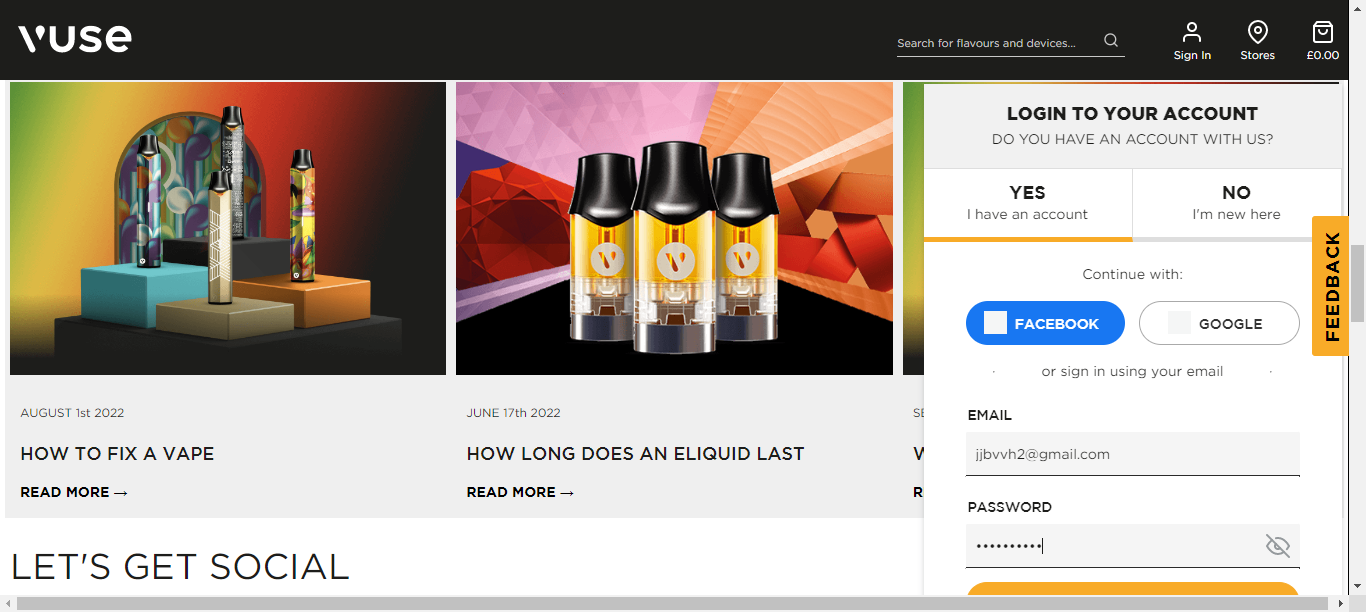 vuse
Search for flavours and devices...
Sign In
Stores
£0.00
AUGUST 1st 2022
HOW TO FIX A VAPE
READ MORE →
JUNE 17th 2022
HOW LONG DOES AN ELIQUID LAST
READ MORE →
LET'S GET SOCIAL
LOGIN TO YOUR ACCOUNT
DO YOU HAVE AN ACCOUNT WITH US?
YES
I have an account
NO
I'm new here
Continue with:
FACEBOOK
GOOGLE
or sign in using your email
EMAIL
jjbvvh2@gmail.com
PASSWORD
••••••••••
FEEDBACK